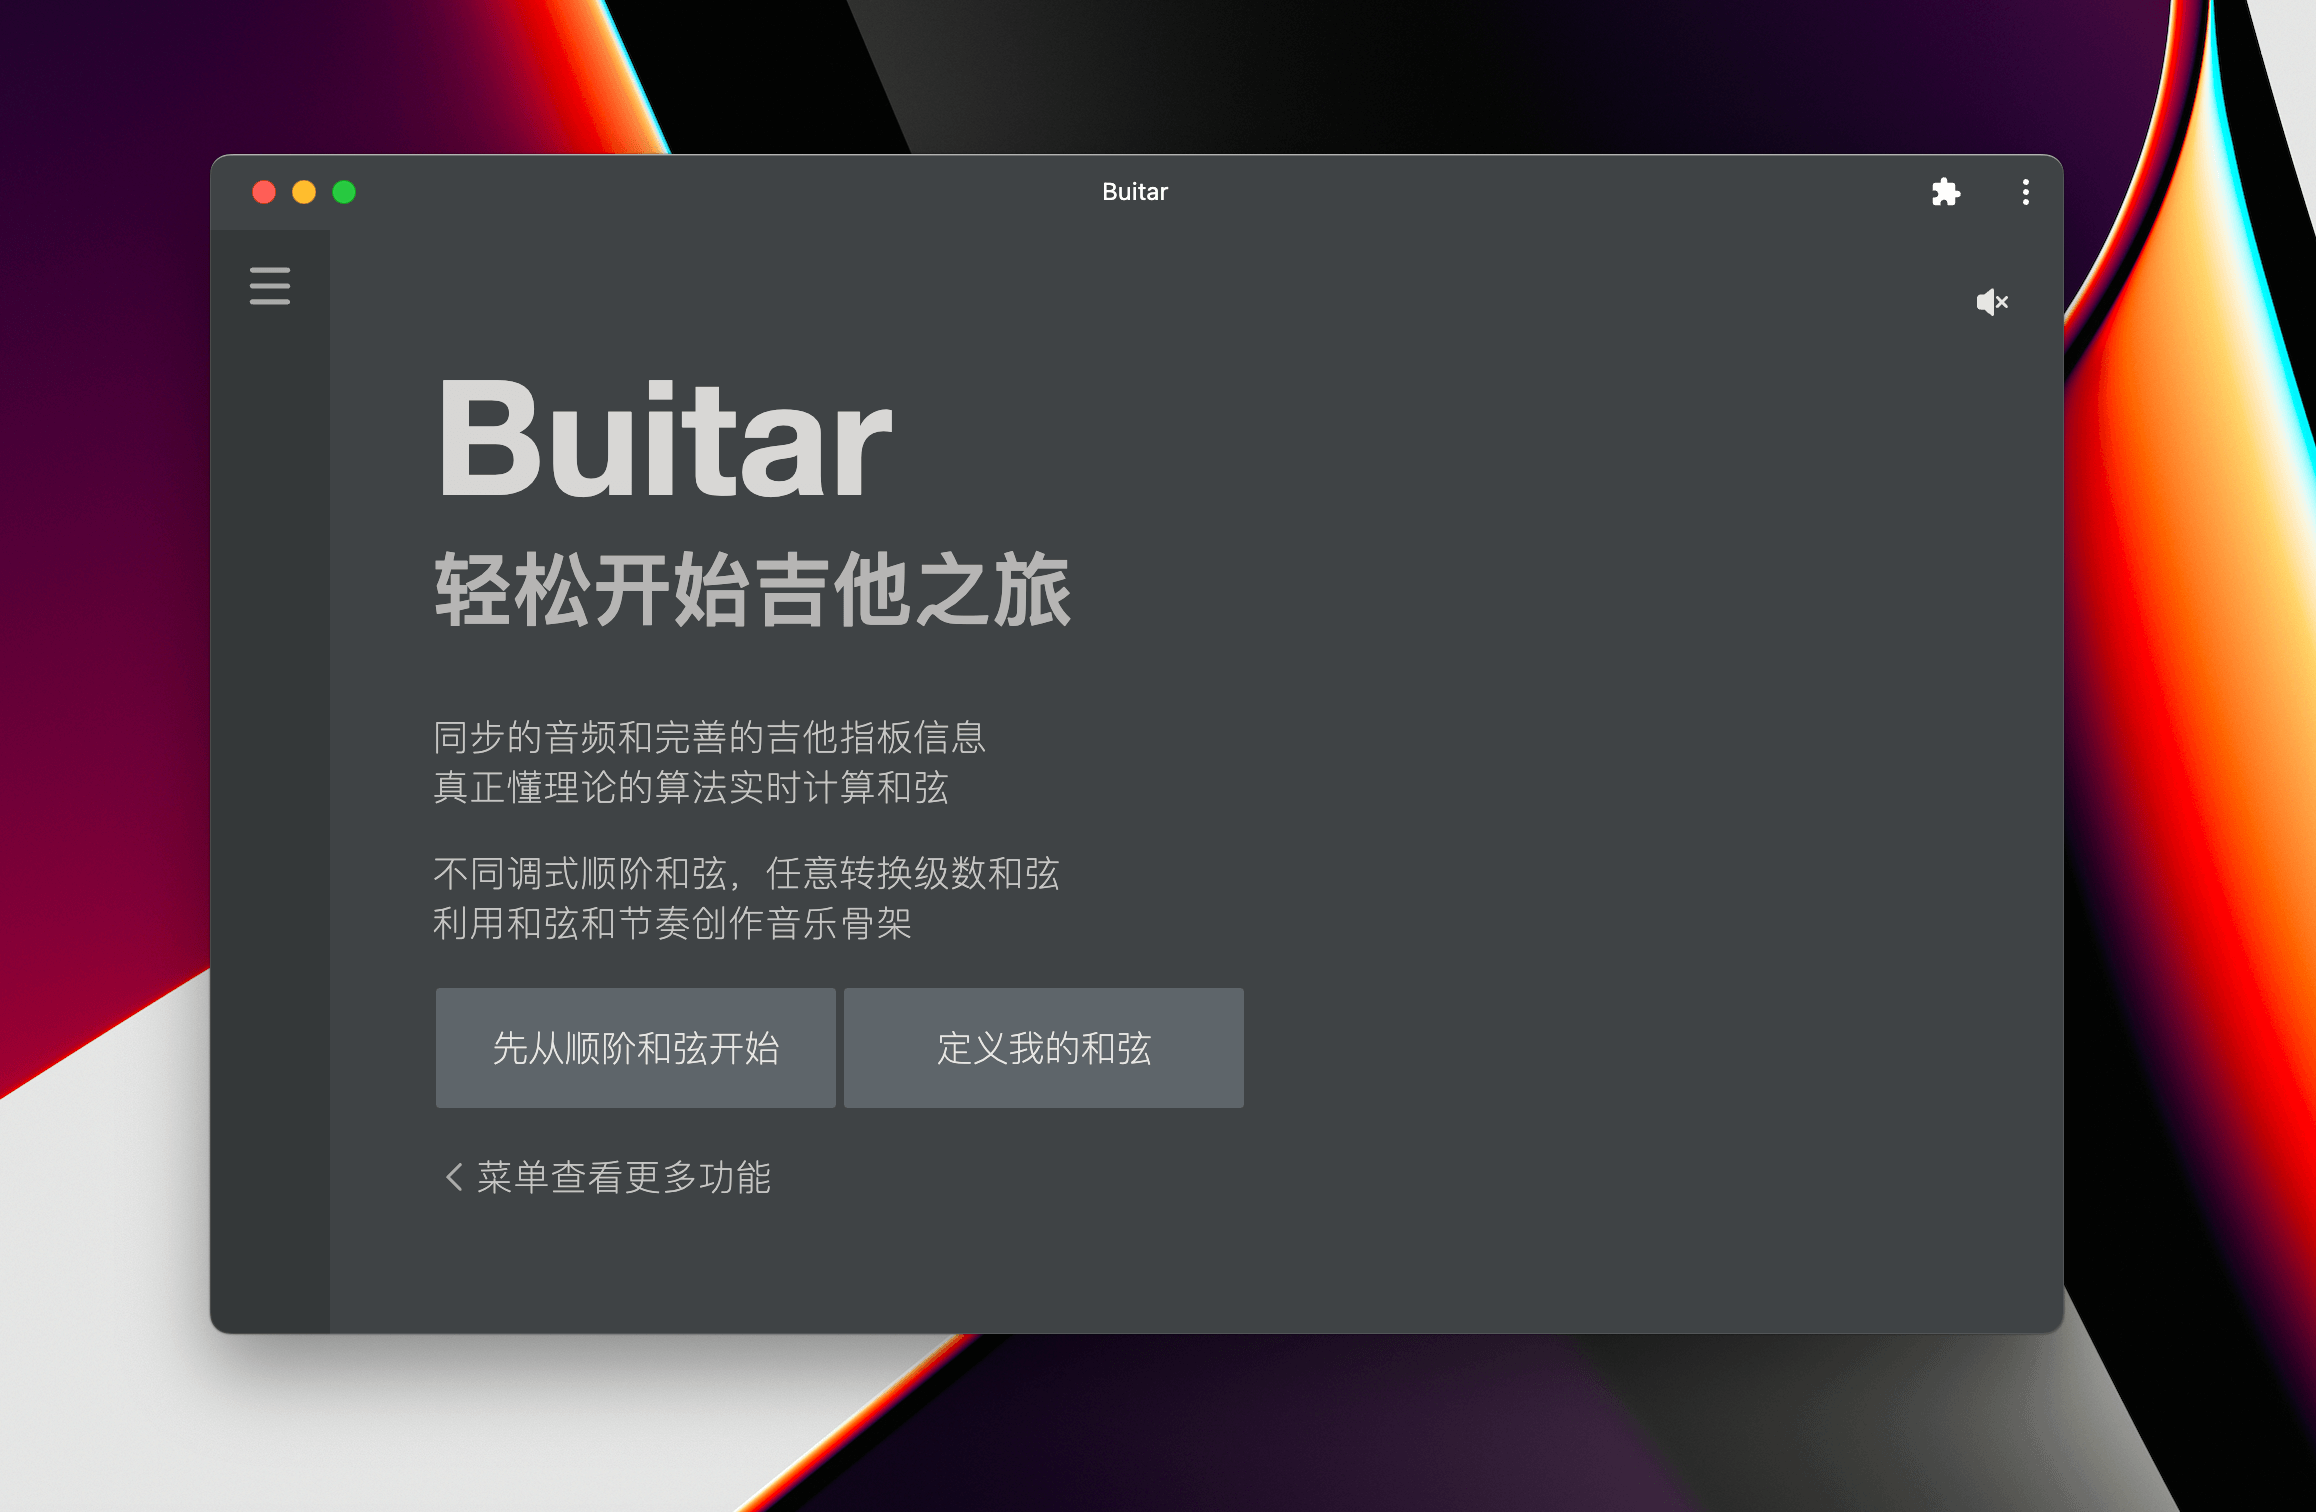 Buitar
Buitar
轻松开始吉他之旅
同步的音频和完善的吉他指板信息
真正懂理论的算法实时计算和弦
不同调式顺阶和弦，任意转换级数和弦
利用和弦和节奏创作音乐骨架
先从顺阶和弦开始
定义我的和弦
菜单查看更多功能